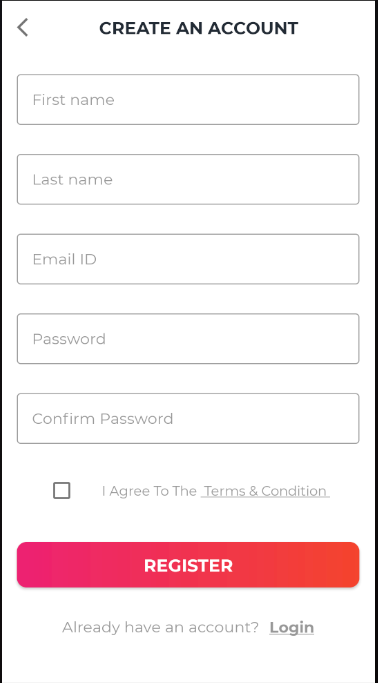 CREATE AN ACCOUNT
First name
Last name
Email ID
Password
Confirm Password
I Agree To The Terms & Condition
REGISTER
Already have an account? Login